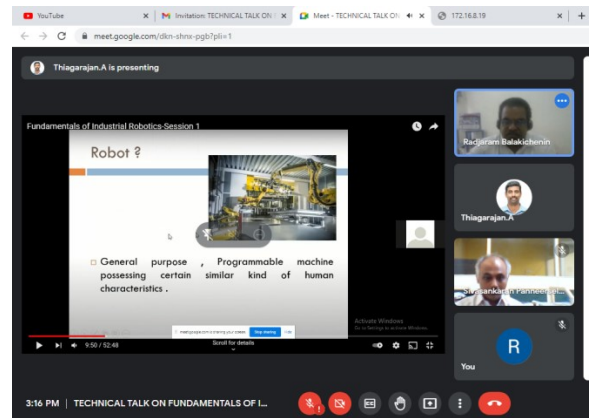 YouTube
Invitation: TECHNICAL TALK ON
Meet - TECHNICAL TALK ON
172.16.8.19
meet.google.com/dkn-shnx-pgb?pli=1
Thiagarajan.A is presenting
Fundamentals of Industrial Robotics-Session 1
Robot ?
General purpose , Programmable machine
possessing certain similar kind of human
characteristics .
Stop sharing
Hide
Activate Windows
Go to Settings to activate Windows.
9:50 / 52:48
Scroll for details
Radjaram Balakichenin
Thiagarajan.A
R
You
3:16 PM | TECHNICAL TALK ON FUNDAMENTALS OF I...